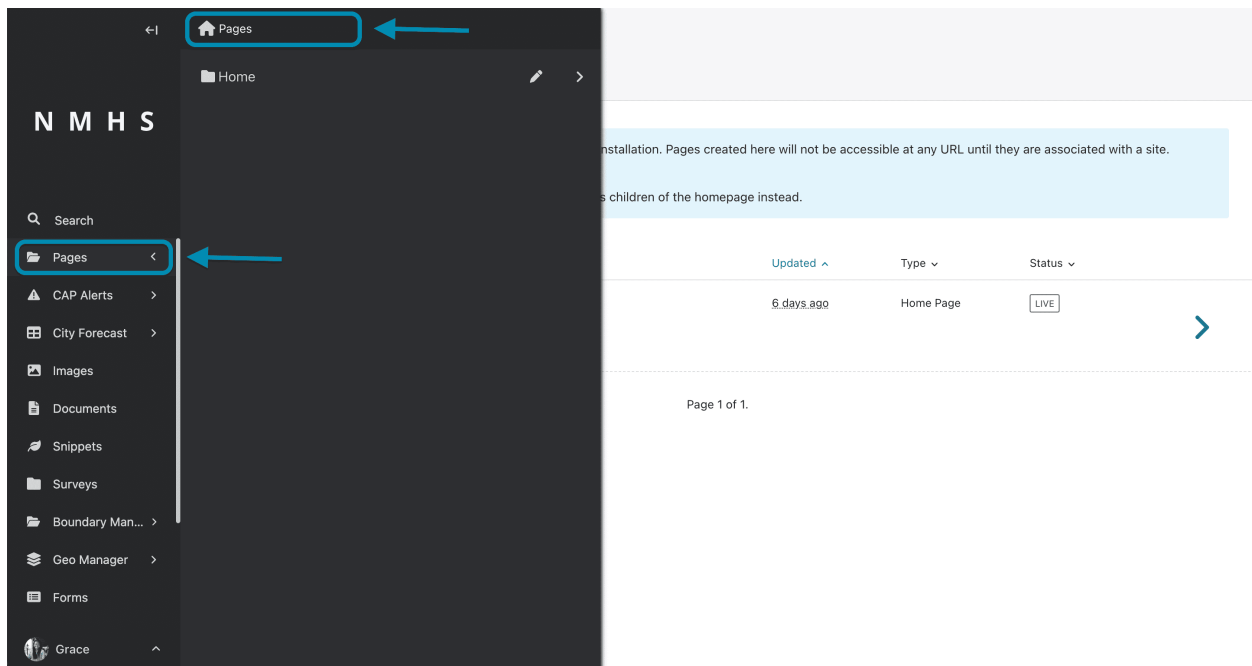 Pages
Home
N M H S
nstallation. Pages created here will not be accessible at any URL until they are associated with a site.
s children of the homepage instead.
Search
Pages
CAP Alerts
City Forecast
Images
Documents
Snippets
Surveys
Boundary Man...
Geo Manager
Forms
Grace
Updated Type Status
6 days ago Home Page LIVE
Page 1 of 1.